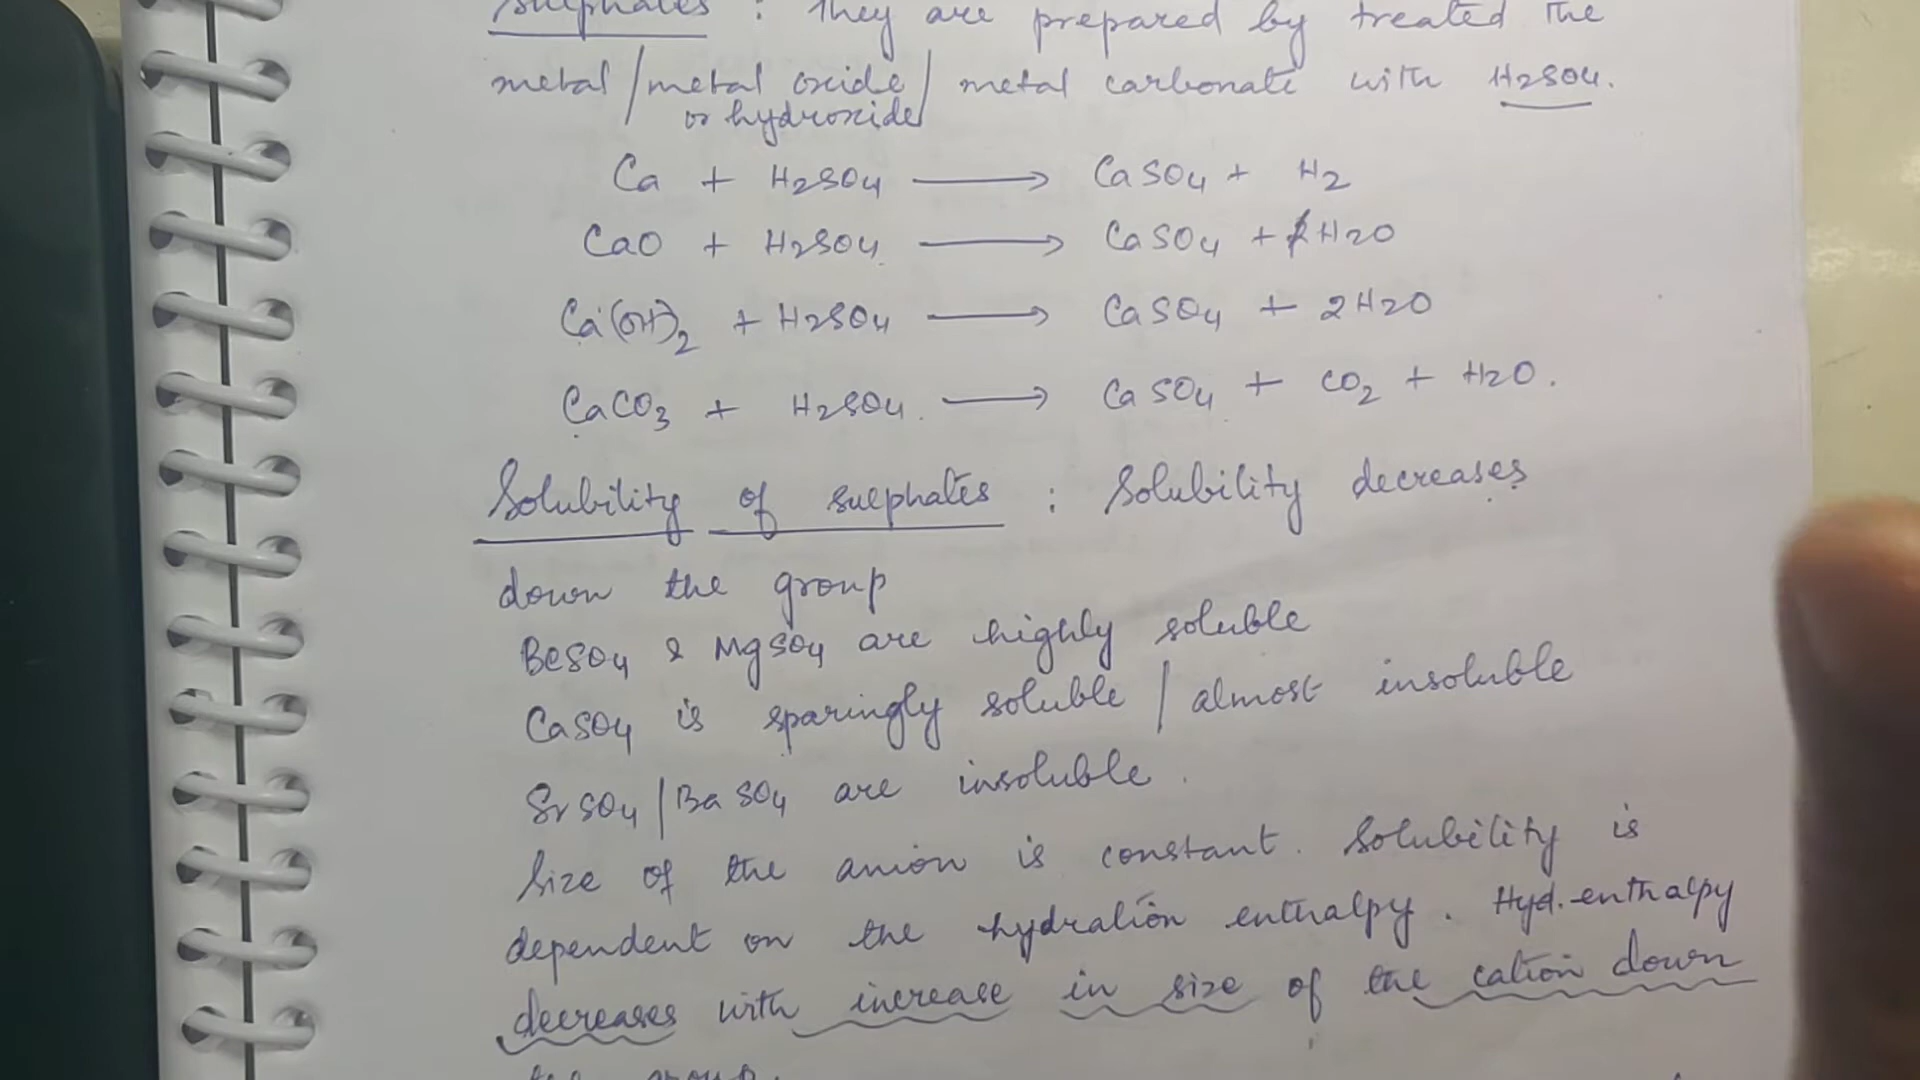 Sulphates : They are prepared by treated the
metal / metal oxide / metal carbonate with H2SO4.
or hydroxide
Ca + H2SO4 ⟶ CaSO4 + H2
CaO + H2SO4 ⟶ CaSO4 + H2O
Ca(OH)2 + H2SO4 ⟶ CaSO4 + 2H2O
CaCO3 + H2SO4 ⟶ CaSO4 + CO2 + H2O.
Solubility of sulphates : Solubility decreases
down the group
BeSO4 & MgSO4 are highly soluble
CaSO4 is sparingly soluble / almost insoluble
SrSO4 / BaSO4 are insoluble.
Size of the anion is constant. Solubility is
dependent on the hydration enthalpy. Hyd. enthalpy
decreases with increase in size of the cation down
the group.